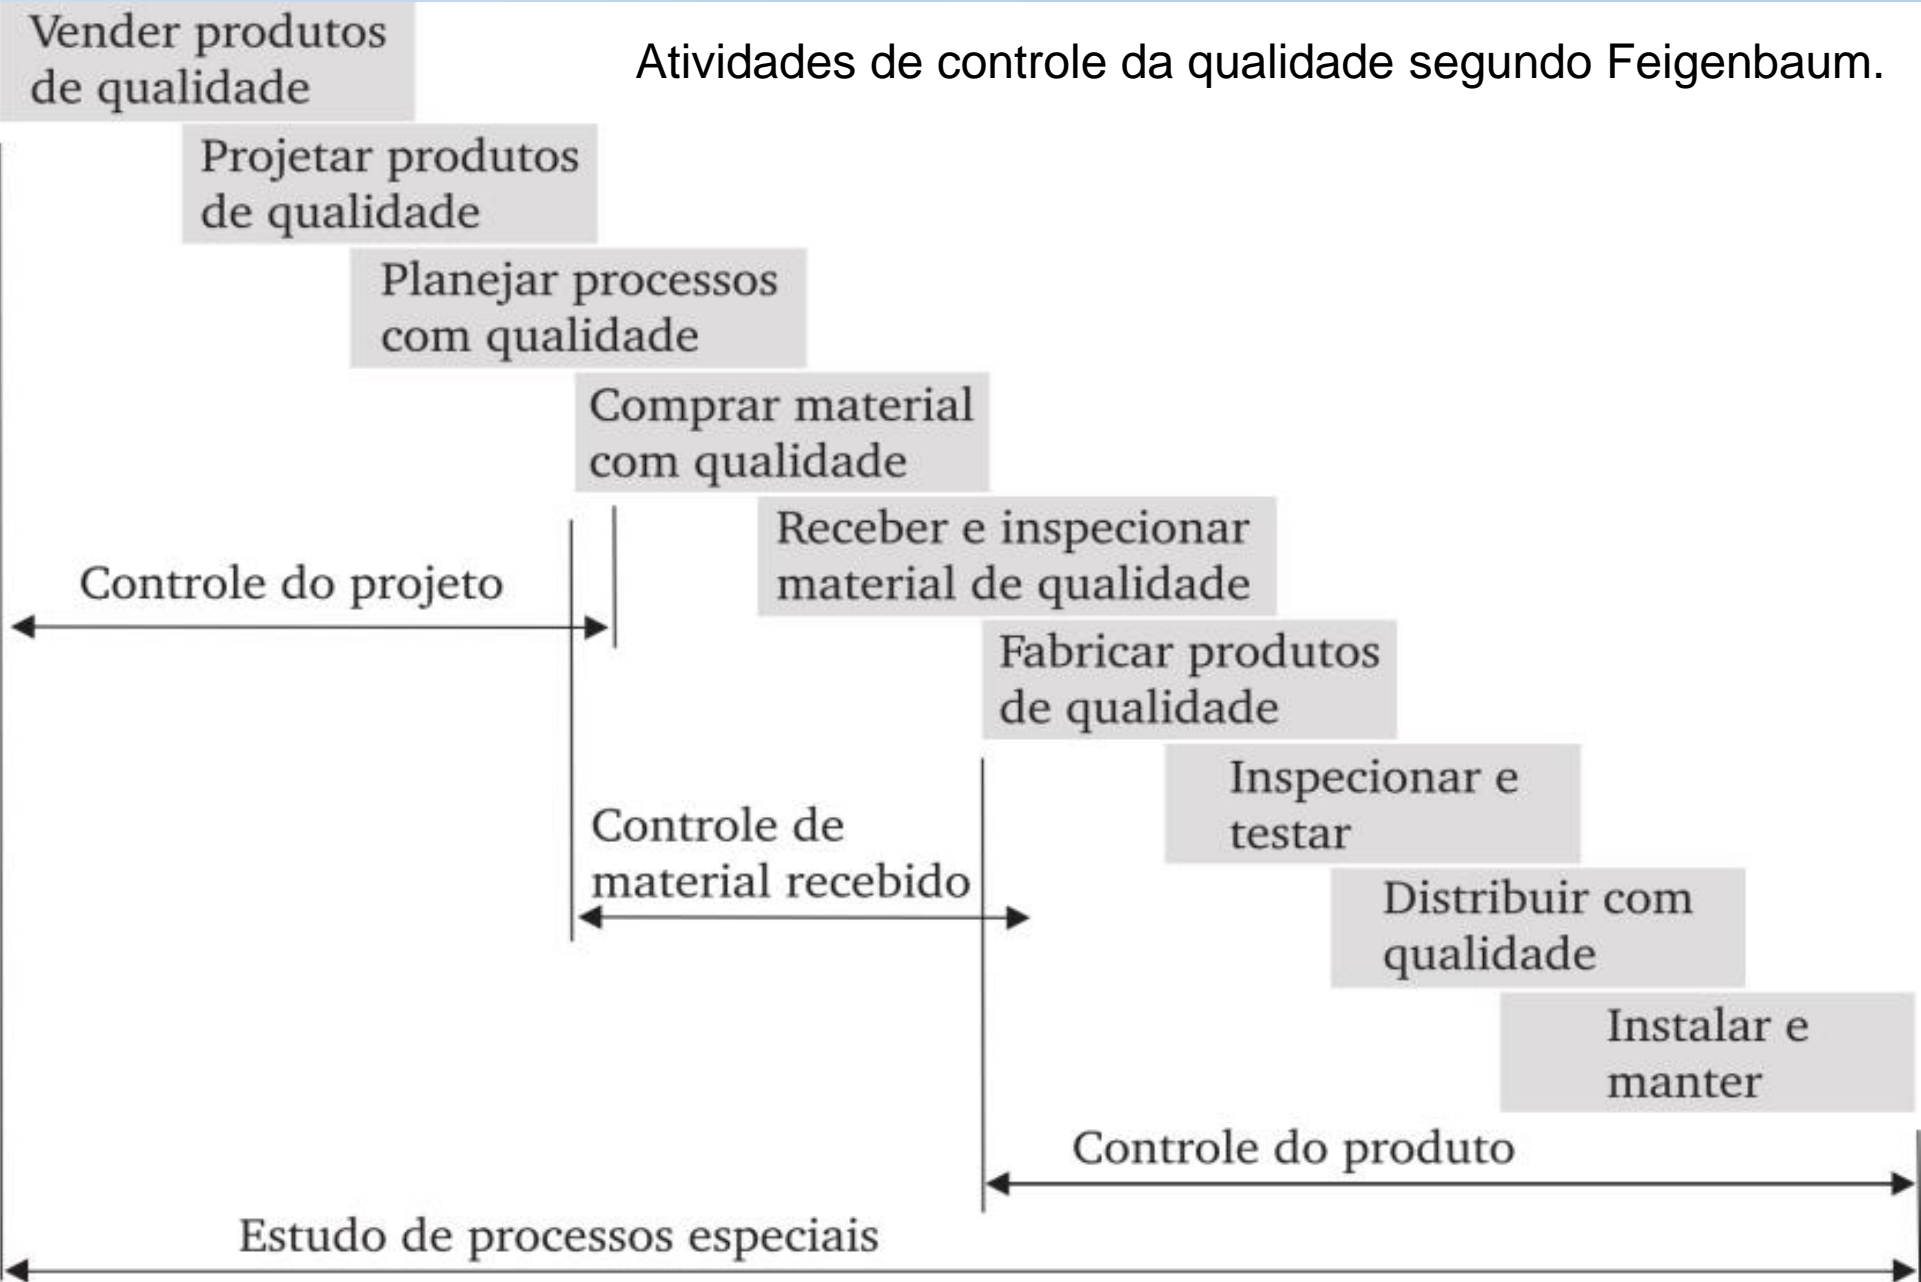 Vender produtos
de qualidade
Atividades de controle da qualidade segundo Feigenbaum.
Projetar produtos
de qualidade
Planejar processos
com qualidade
Comprar material
com qualidade
Receber e inspecionar
material de qualidade
Controle do projeto
Fabricar produtos
de qualidade
Inspecionar e
testar
Controle de
material recebido
Distribuir com
qualidade
Instalar e
manter
Controle do produto
Estudo de processos especiais